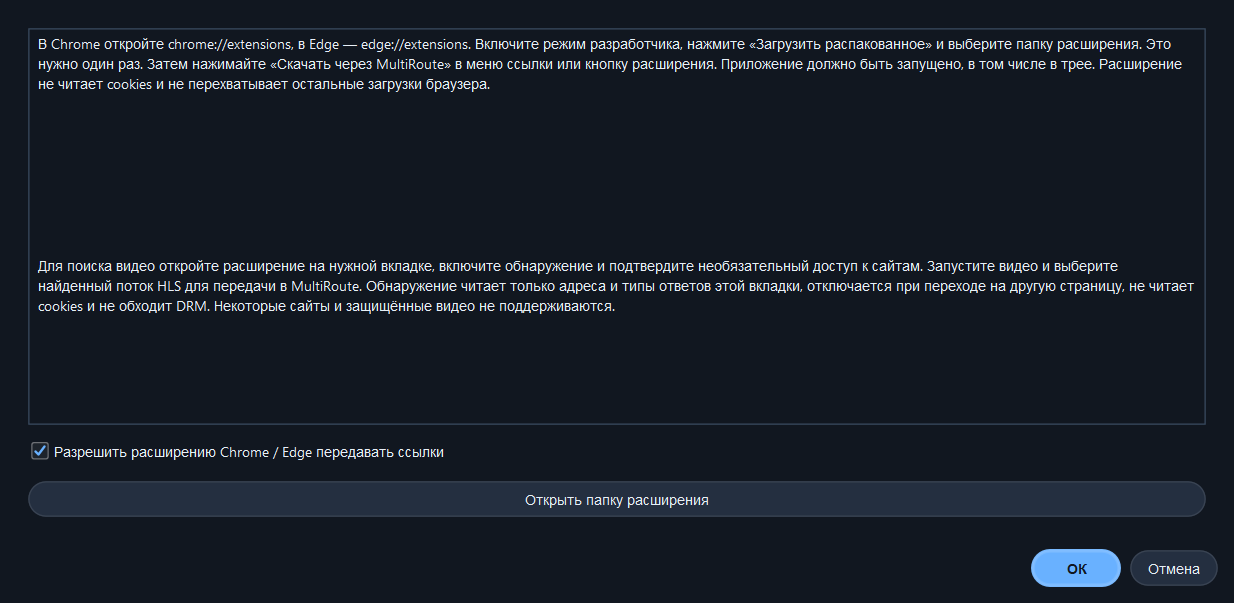 В Chrome откройте chrome://extensions, в Edge — edge://extensions. Включите режим разработчика, нажмите «Загрузить распакованное» и выберите папку расширения. Это
нужно один раз. Затем нажимайте «Скачать через MultiRoute» в меню ссылки или кнопку расширения. Приложение должно быть запущено, в том числе в трее. Расширение
не читает cookies и не перехватывает остальные загрузки браузера.
Для поиска видео откройте расширение на нужной вкладке, включите обнаружение и подтвердите необязательный доступ к сайтам. Запустите видео и выберите
найденный поток HLS для передачи в MultiRoute. Обнаружение читает только адреса и типы ответов этой вкладки, отключается при переходе на другую страницу, не читает
cookies и не обходит DRM. Некоторые сайты и защищённые видео не поддерживаются.
Разрешить расширению Chrome / Edge передавать ссылки
Открыть папку расширения
ОК
Отмена